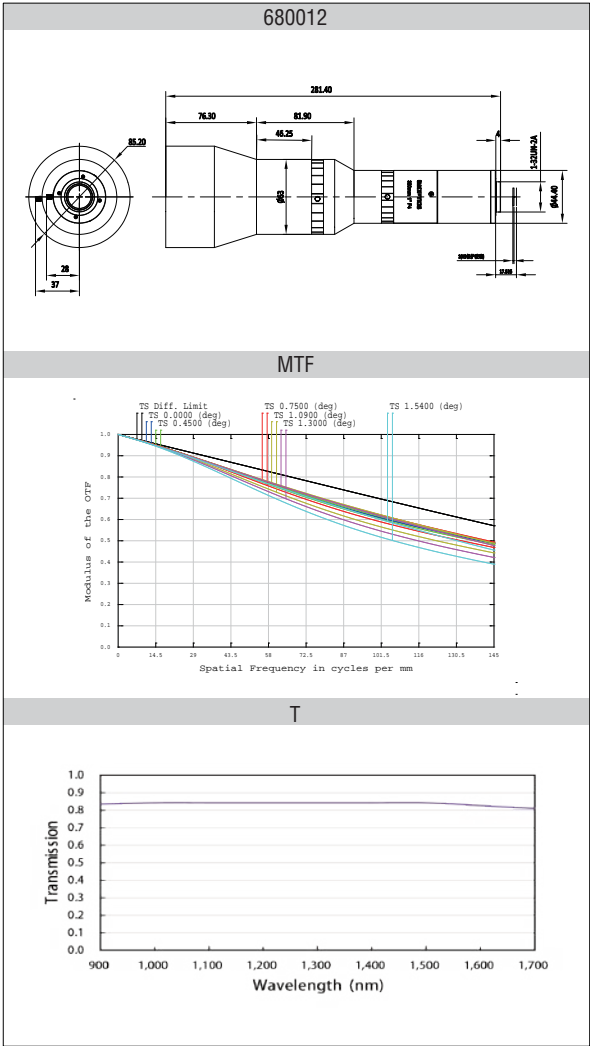 680012
281.40
76.30
81.90
46.25
85.20
4
1-32UN-2A
Ø63
Ø44.40
28
37
MTF
TS Diff. Limit
TS 0.0000 (deg)
TS 0.4500 (deg)
TS 0.7500 (deg)
TS 1.0900 (deg)
TS 1.3000 (deg)
TS 1.5400 (deg)
1.0
0.9
0.8
0.7
0.6
0.5
0.4
0.3
0.2
0.1
0.0
Modulus of the OTF
0 14.5 29 43.5 58 72.5 87 101.5 116 130.5 145
Spatial Frequency in cycles per mm
T
1.0
0.9
0.8
0.7
0.6
0.5
0.4
0.3
0.2
0.1
0.0
Transmission
900 1,000 1,100 1,200 1,300 1,400 1,500 1,600 1,700
Wavelength (nm)